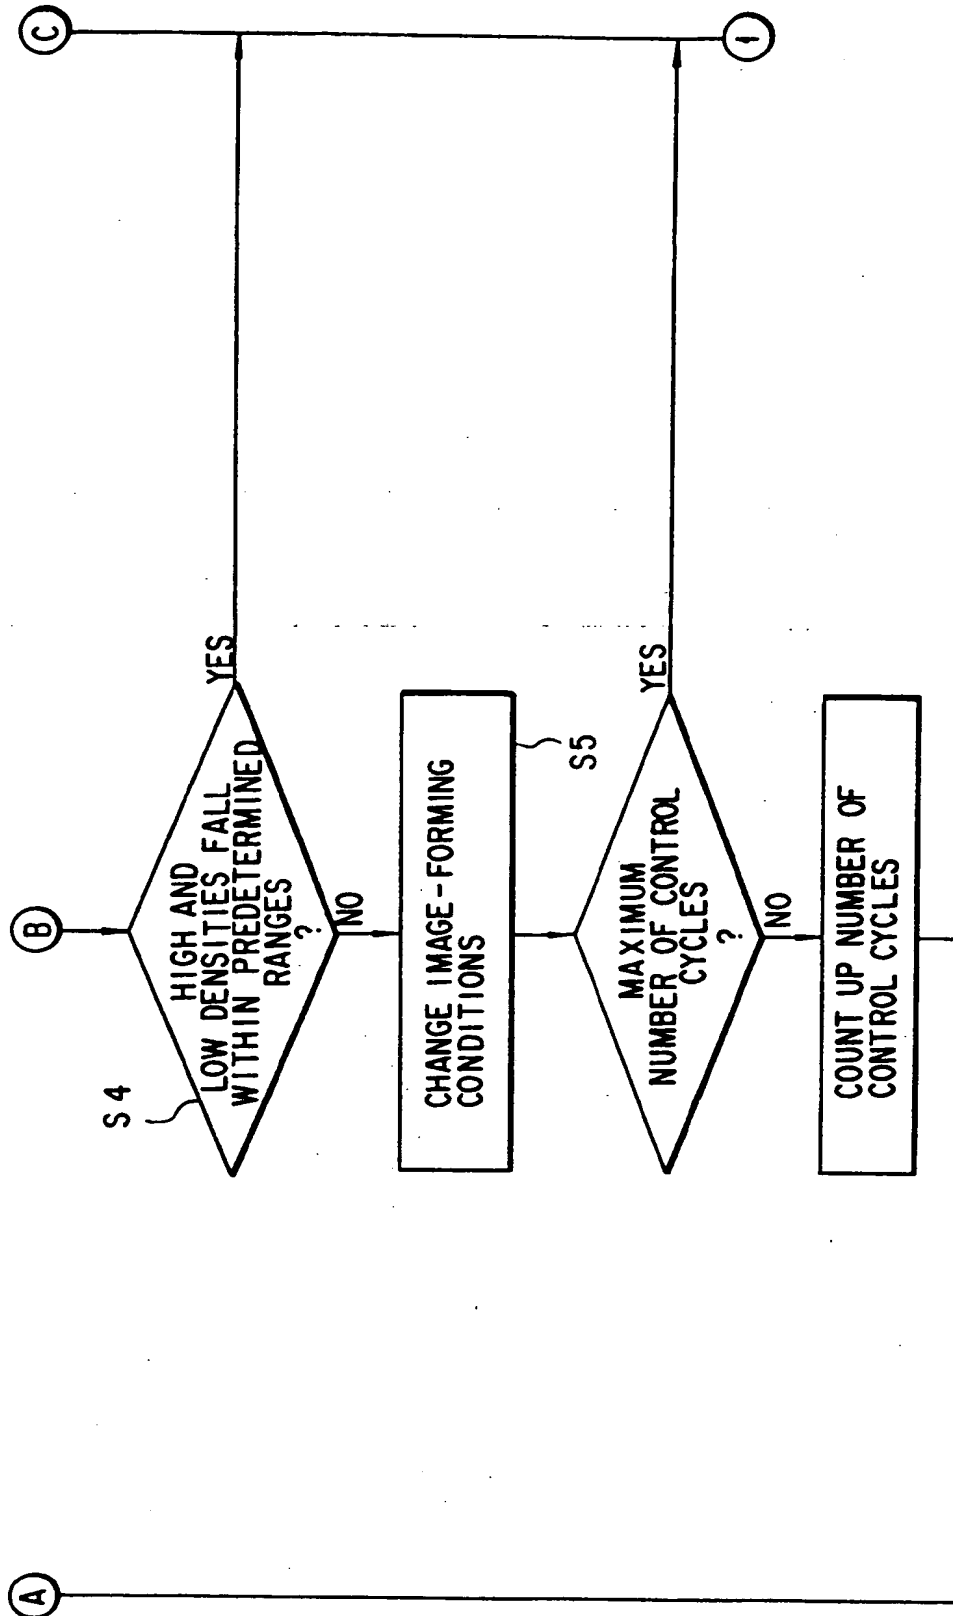 A
B
C
S4
HIGH AND
LOW DENSITIES FALL
WITHIN PREDETERMINED
RANGES
?
YES
NO
CHANGE IMAGE-FORMING
CONDITIONS
S5
MAXIMUM
NUMBER OF CONTROL
CYCLES
?
YES
NO
COUNT UP NUMBER OF
CONTROL CYCLES
1